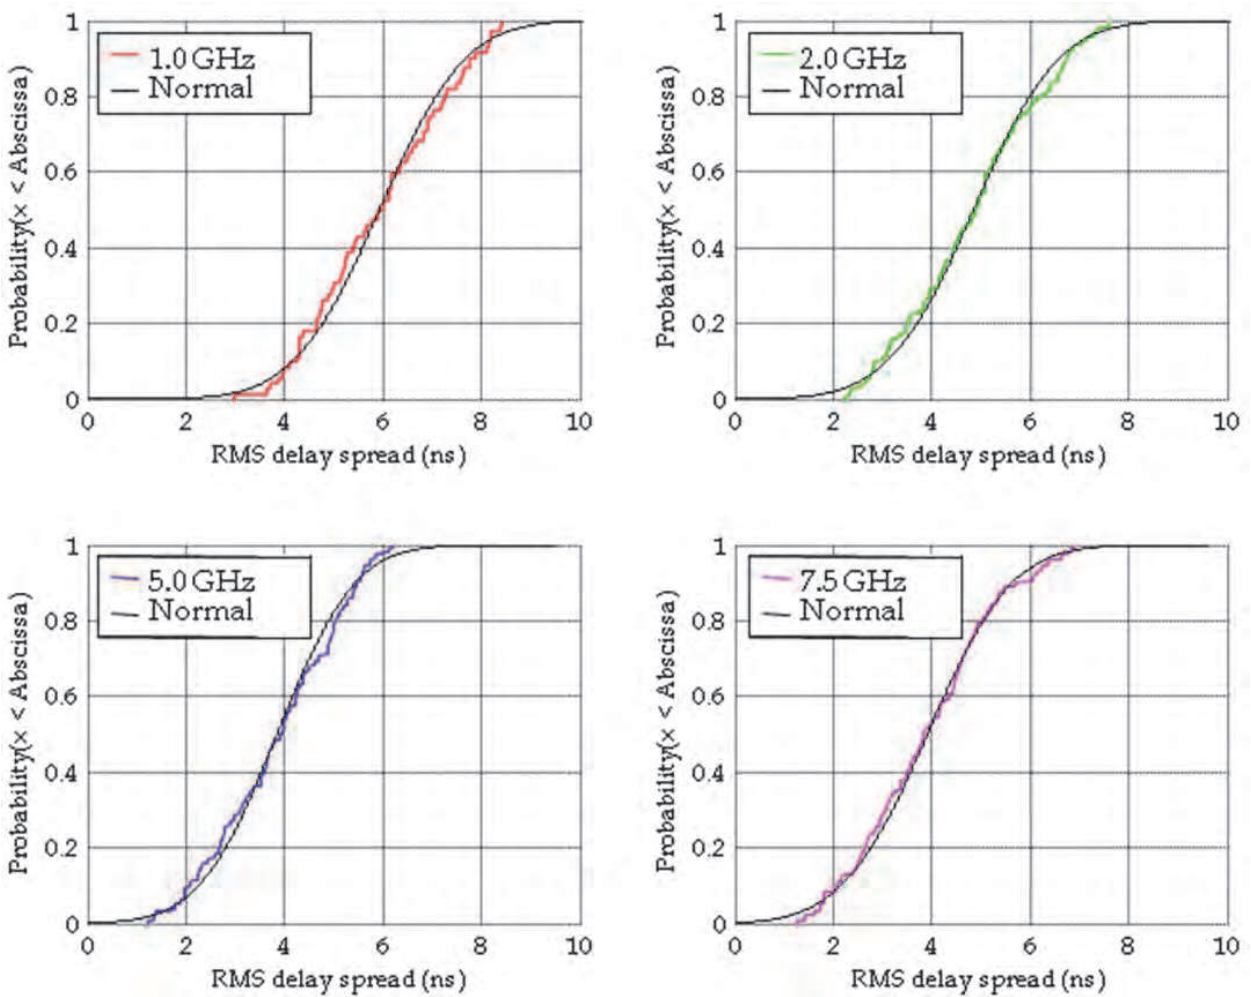 1.0 GHz
Normal
Probability(x < Abscissa)
1
0.8
0.6
0.4
0.2
0
0 2 4 6 8 10
RMS delay spread (ns)
2.0 GHz
Normal
Probability(x < Abscissa)
1
0.8
0.6
0.4
0.2
0
0 2 4 6 8 10
RMS delay spread (ns)
5.0 GHz
Normal
Probability(x < Abscissa)
1
0.8
0.6
0.4
0.2
0
0 2 4 6 8 10
RMS delay spread (ns)
7.5 GHz
Normal
Probability(x < Abscissa)
1
0.8
0.6
0.4
0.2
0
0 2 4 6 8 10
RMS delay spread (ns)